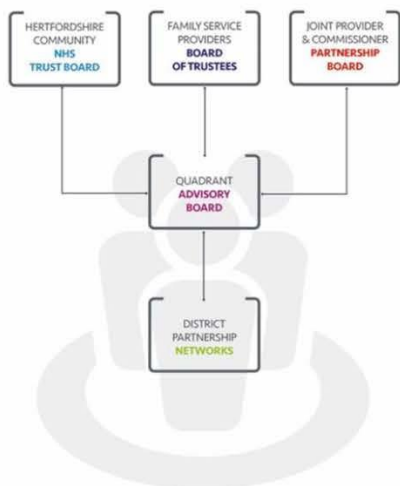 HERTFORDSHIRE
COMMUNITY
NHS
TRUST BOARD
FAMILY SERVICE
PROVIDERS
BOARD
OF TRUSTEES
JOINT PROVIDER
& COMMISSIONER
PARTNERSHIP
BOARD
QUADRANT
ADVISORY
BOARD
DISTRICT
PARTNERSHIP
NETWORKS